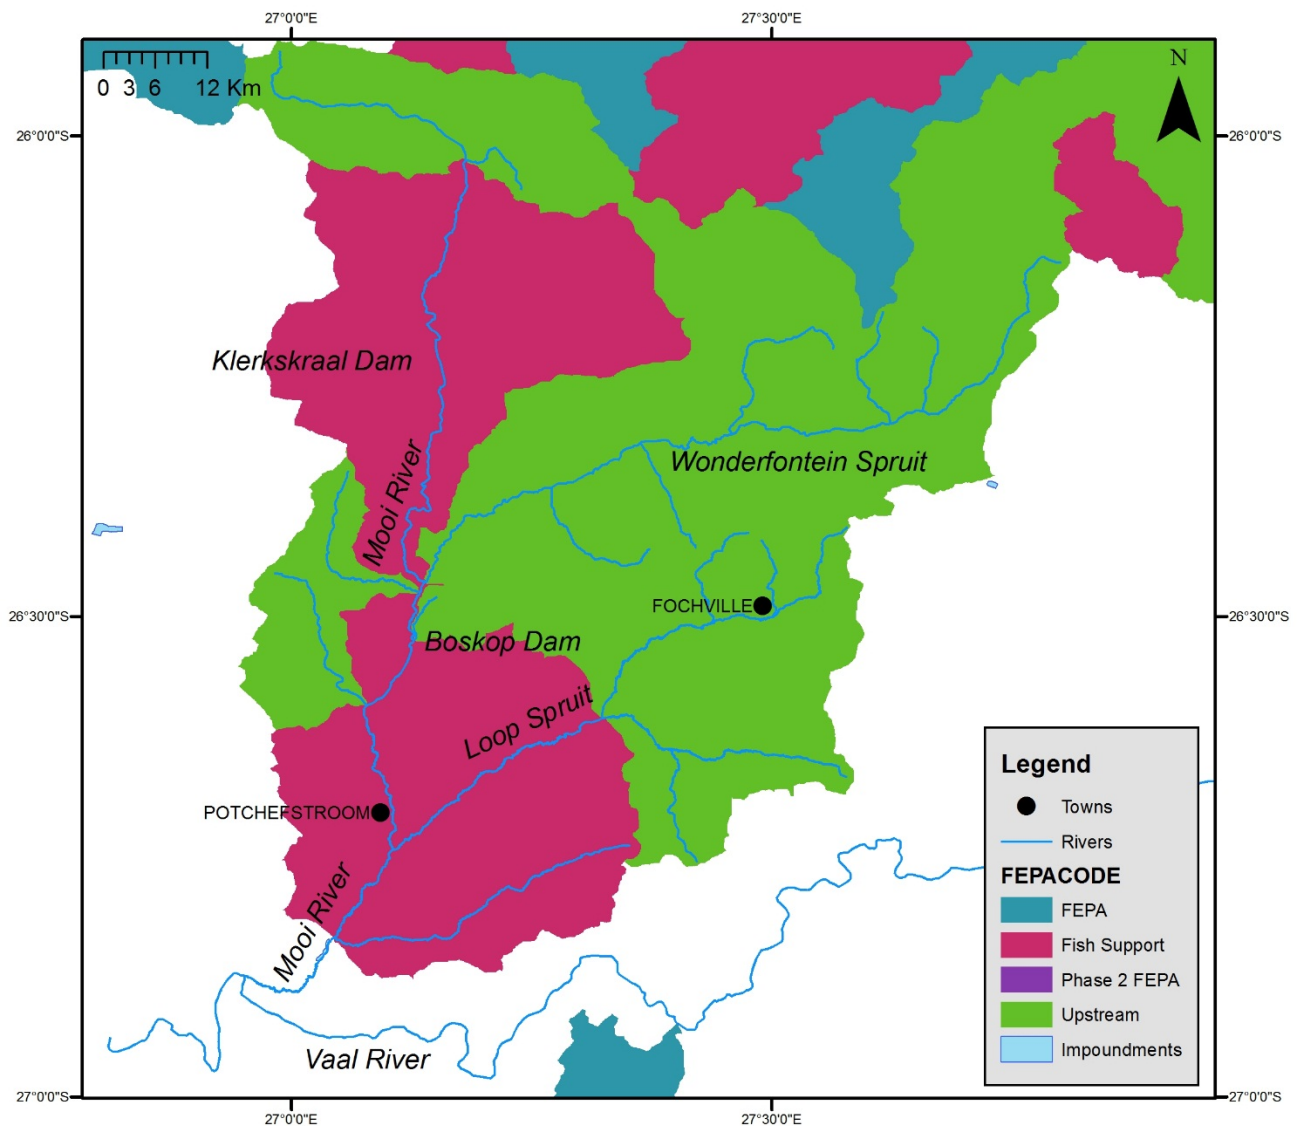 27°0'0"E 27°30'0"E
0 3 6 12 Km
N
26°0'0"S 26°0'0"S
Klerkskraal Dam
Mooi River
Wonderfontein Spruit
FOCHVILLE
26°30'0"S 26°30'0"S
Boskop Dam
Loop Spruit
POTCHEFSTROOM
Mooi River
Vaal River
Legend
Towns
Rivers
FEPACODE
FEPA
Fish Support
Phase 2 FEPA
Upstream
Impoundments
27°0'0"S 27°0'0"S
27°0'0"E 27°30'0"E